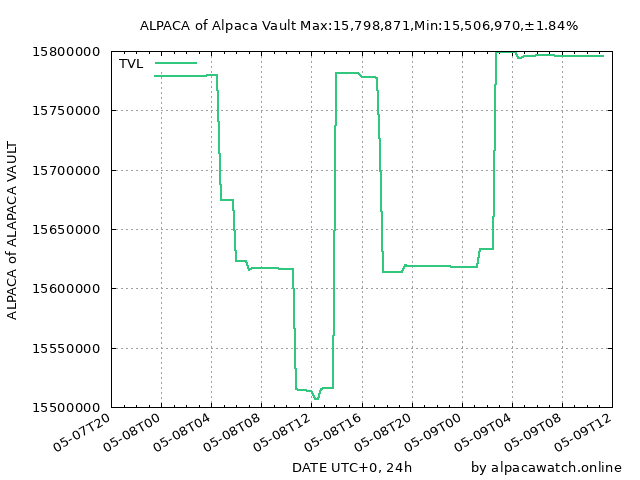 ALPACA of Alpaca Vault Max:15,798,871,Min:15,506,970,±1.84%
TVL
ALPACA of ALAPACA VAULT
15800000
15750000
15700000
15650000
15600000
15550000
15500000
05-07T20
05-08T00
05-08T04
05-08T08
05-08T12
05-08T16
05-08T20
05-09T00
05-09T04
05-09T08
05-09T12
DATE UTC+0, 24h
by alpacawatch.online